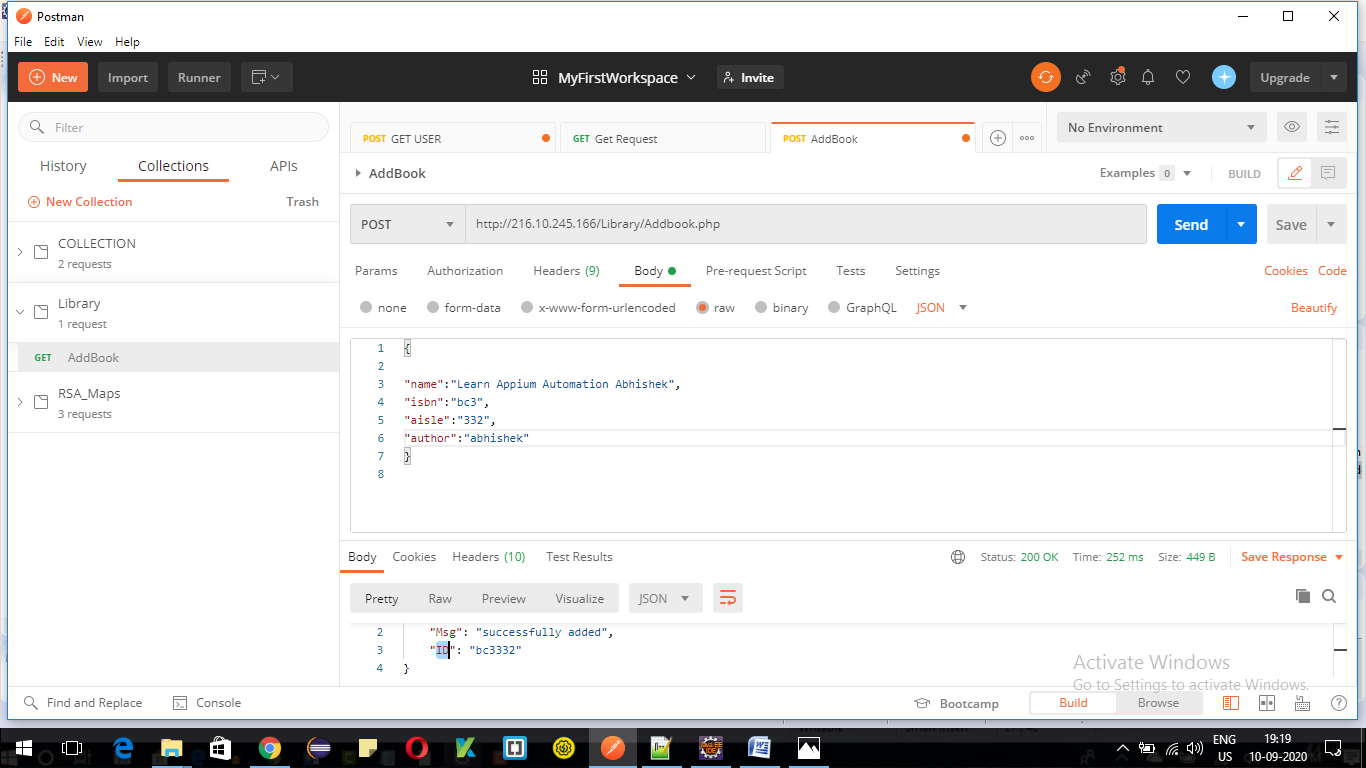 Postman
File Edit View Help
New Import Runner MyFirstWorkspace Invite Upgrade
Filter
History Collections APIs
New Collection Trash
COLLECTION
2 requests
Library
1 request
GET AddBook
RSA_Maps
3 requests
POST GET USER GET Get Request POST AddBook No Environment
AddBook Examples 0 BUILD
POST http://216.10.245.166/Library/Addbook.php Send Save
Params Authorization Headers (9) Body Pre-request Script Tests Settings Cookies Code
none form-data x-www-form-urlencoded raw binary GraphQL JSON Beautify
1 {
2
3 "name":"Learn Appium Automation Abhishek",
4 "isbn":"bc3",
5 "aisle":"332",
6 "author":"abhishek"
7 }
8
Body Cookies Headers (10) Test Results Status: 200 OK Time: 252 ms Size: 449 B Save Response
Pretty Raw Preview Visualize JSON
2 "Msg": "successfully added",
3 "ID": "bc3332"
4 }
Activate Windows
Go to Settings to activate Windows.
Find and Replace Console Bootcamp Build Browse
ENG 19:19
US 10-09-2020